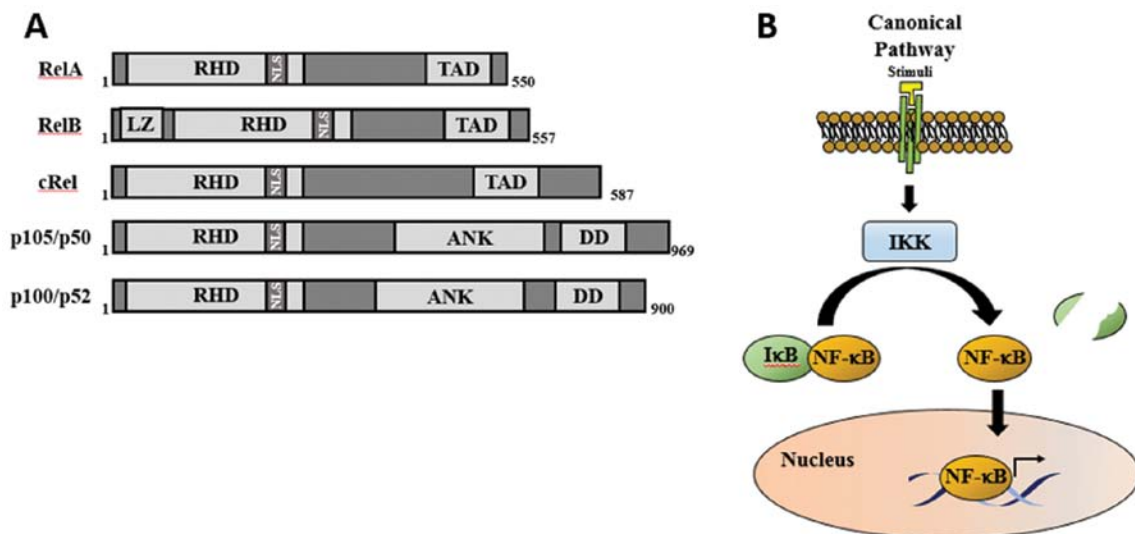 A
RelA
1
RHD
NLS
TAD
550
RelB
1
LZ
RHD
NLS
TAD
557
cRel
1
RHD
NLS
TAD
587
p105/p50
1
RHD
NLS
ANK
DD
969
p100/p52
1
RHD
NLS
ANK
DD
900
B
Canonical
Pathway
Stimuli
IKK
IκB
NF-κB
NF-κB
Nucleus
NF-κB